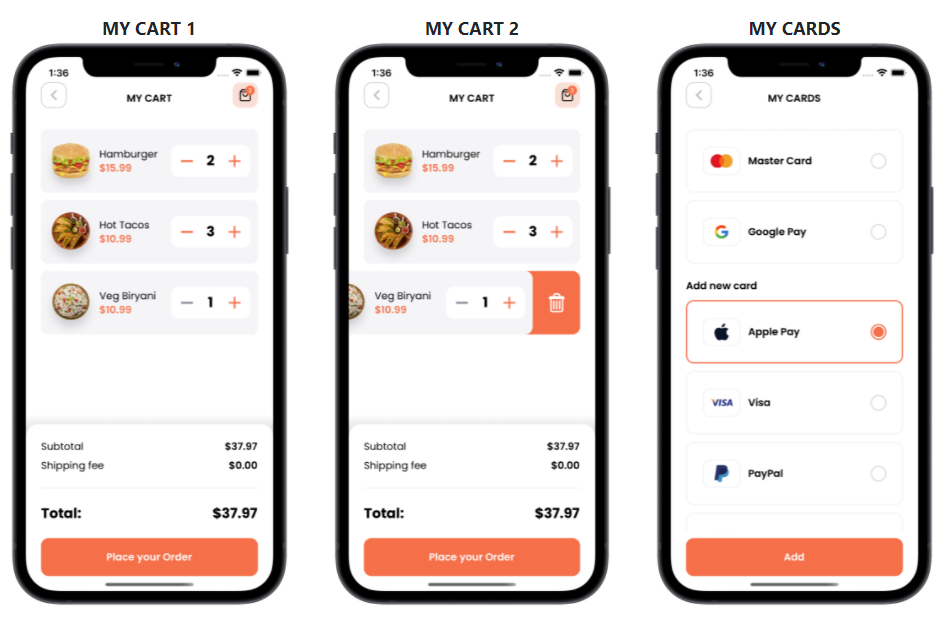 MY CART 1
1:36
MY CART
Hamburger
$15.99
2
Hot Tacos
$10.99
3
Veg Biryani
$10.99
1
Subtotal $37.97
Shipping fee $0.00
Total: $37.97
Place your Order
MY CART 2
1:36
MY CART
Hamburger
$15.99
2
Hot Tacos
$10.99
3
Veg Biryani
$10.99
1
Subtotal $37.97
Shipping fee $0.00
Total: $37.97
Place your Order
MY CARDS
1:36
MY CARDS
Master Card
Google Pay
Add new card
Apple Pay
VISA Visa
PayPal
Add